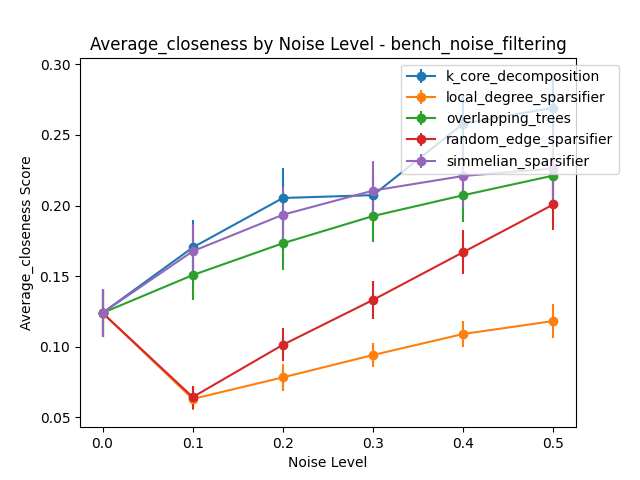 Average_closeness by Noise Level - bench_noise_filtering
0.30
0.25
0.20
0.15
0.10
0.05
Average_closeness Score
k_core_decomposition
local_degree_sparsifier
overlapping_trees
random_edge_sparsifier
simmelian_sparsifier
0.0 0.1 0.2 0.3 0.4 0.5
Noise Level